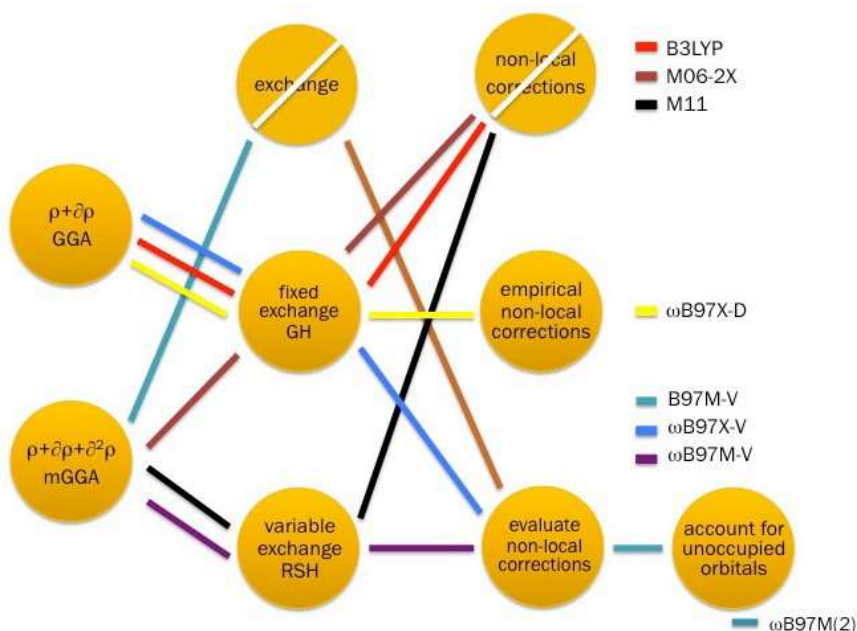 exchange
non-local
corrections
B3LYP
M06-2X
M11
ρ+∂ρ
GGA
fixed
exchange
GH
empirical
non-local
corrections
ωB97X-D
B97M-V
ωB97X-V
ωB97M-V
ρ+∂ρ+∂²ρ
mGGA
variable
exchange
RSH
evaluate
non-local
corrections
account for
unoccupied
orbitals
ωB97M(2)